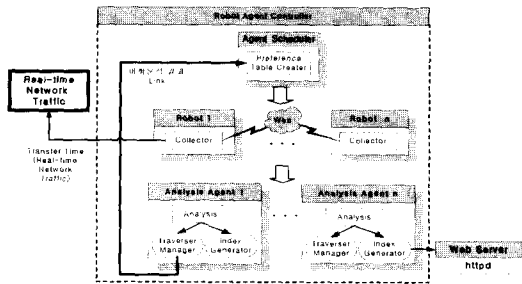 Robot Agent Controller
Agent Scheduler
Preference
Table Creater
Link
Real-time
Network
Traffic
Robot 1
Collector
Web
Robot n
Collector
. . .
Transfer Time
(Real-time
Network
Traffic)
Analysis Agent 1
Analysis
Traverser
Manager
Index
Generator
. . .
Analysis Agent n
Analysis
Traverser
Manager
Index
Generator
Web Server
httpd